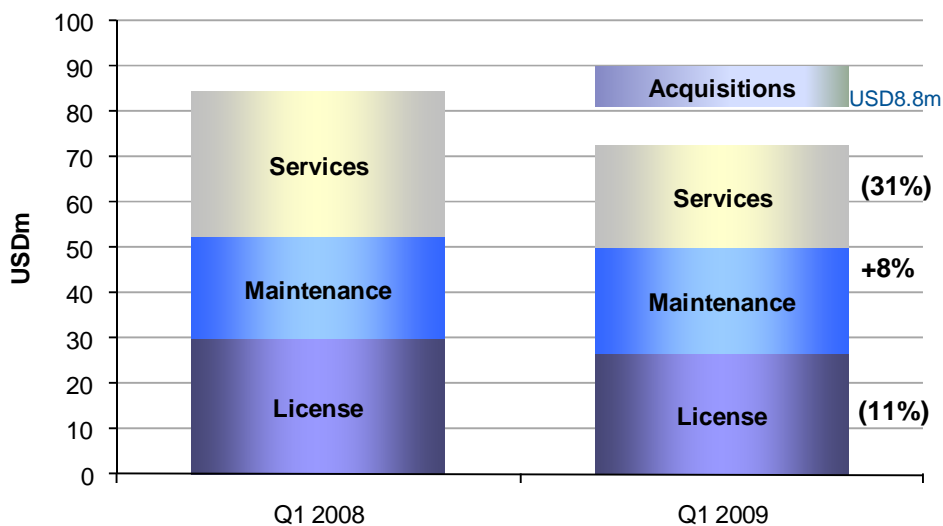 USDm
100
90
80
70
60
50
40
30
20
10
0
Services
Maintenance
License
Acquisitions
USD8.8m
Services
(31%)
+8%
Maintenance
License
(11%)
Q1 2008
Q1 2009